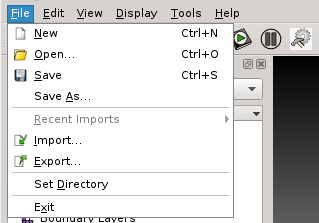 File Edit View Display Tools Help
New Ctrl+N
Open... Ctrl+O
Save Ctrl+S
Save As...
Recent Imports
Import...
Export...
Set Directory
Exit
Boundary Layers